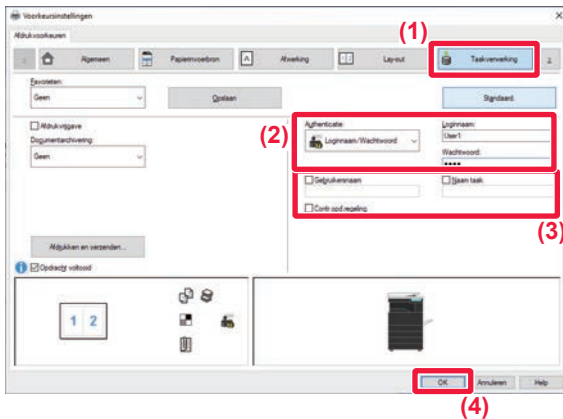 Voorkeursinstellingen
Afdrukvoorkeuren
(1)
Algemeen
Papierinvoerbron
A
Afwerking
Lay-out
Taakverwerking
Favorieten:
Geen
Opslaan
Standaard
Afdrukvrijgave
Documentarchivering:
Geen
(2)
Authenticatie:
Loginnaam/Wachtwoord
Loginnaam:
User1
Wachtwoord:
••••
Gebruikersnaam
Naam taak
Contr opd.regeling
(3)
Afdrukken en verzenden...
Opdracht voltooid
1 2
OK
Annuleren
Help
(4)